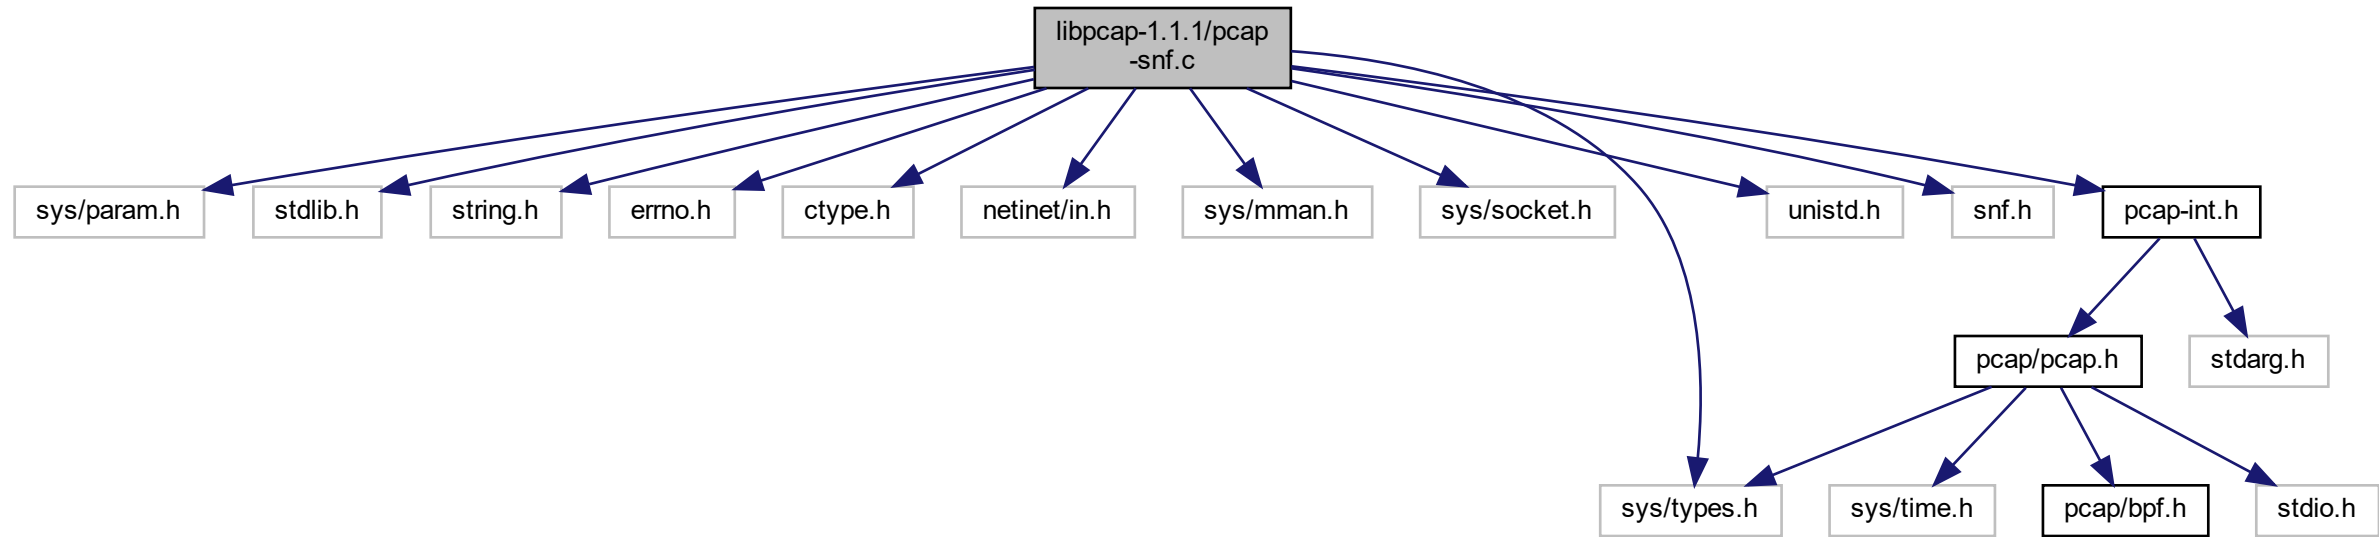 libpcap-1.1.1/pcap
-snf.c
sys/param.h
stdlib.h
string.h
errno.h
ctype.h
netinet/in.h
sys/mman.h
sys/socket.h
unistd.h
snf.h
pcap-int.h
pcap/pcap.h
stdarg.h
sys/types.h
sys/time.h
pcap/bpf.h
stdio.h